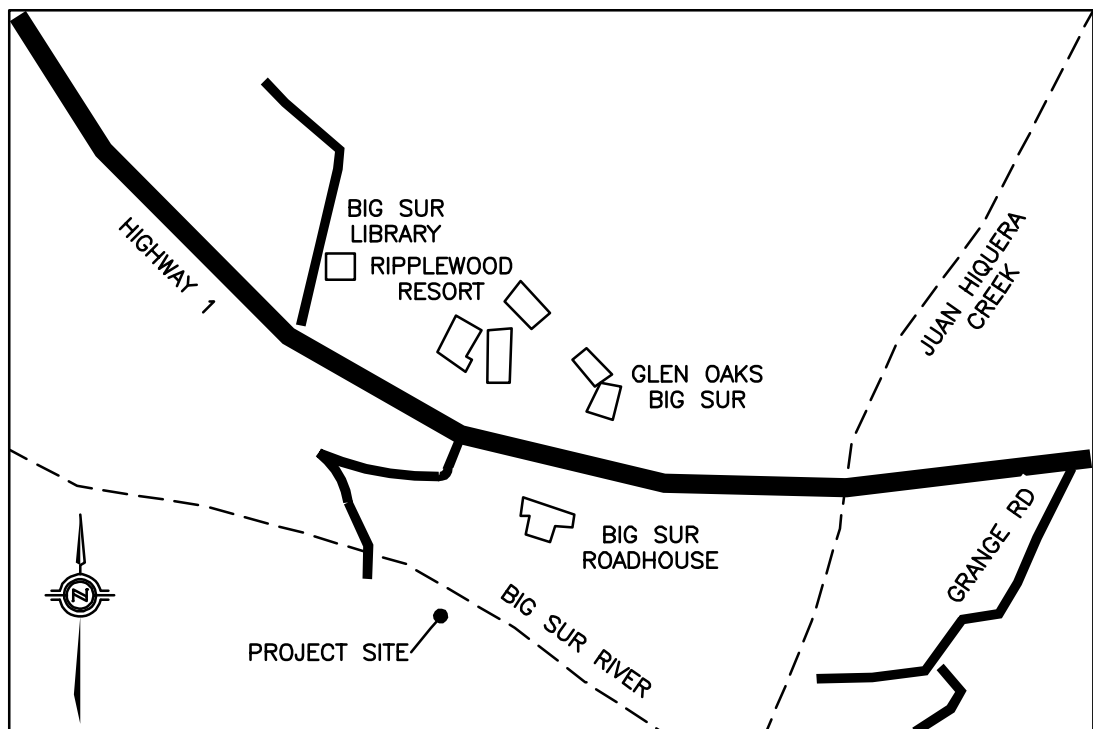 BIG SUR
LIBRARY
HIGHWAY 1
RIPPLEWOOD
RESORT
JUAN HIQUERA
CREEK
GLEN OAKS
BIG SUR
BIG SUR
ROADHOUSE
GRANGE RD
BIG SUR RIVER
PROJECT SITE
N